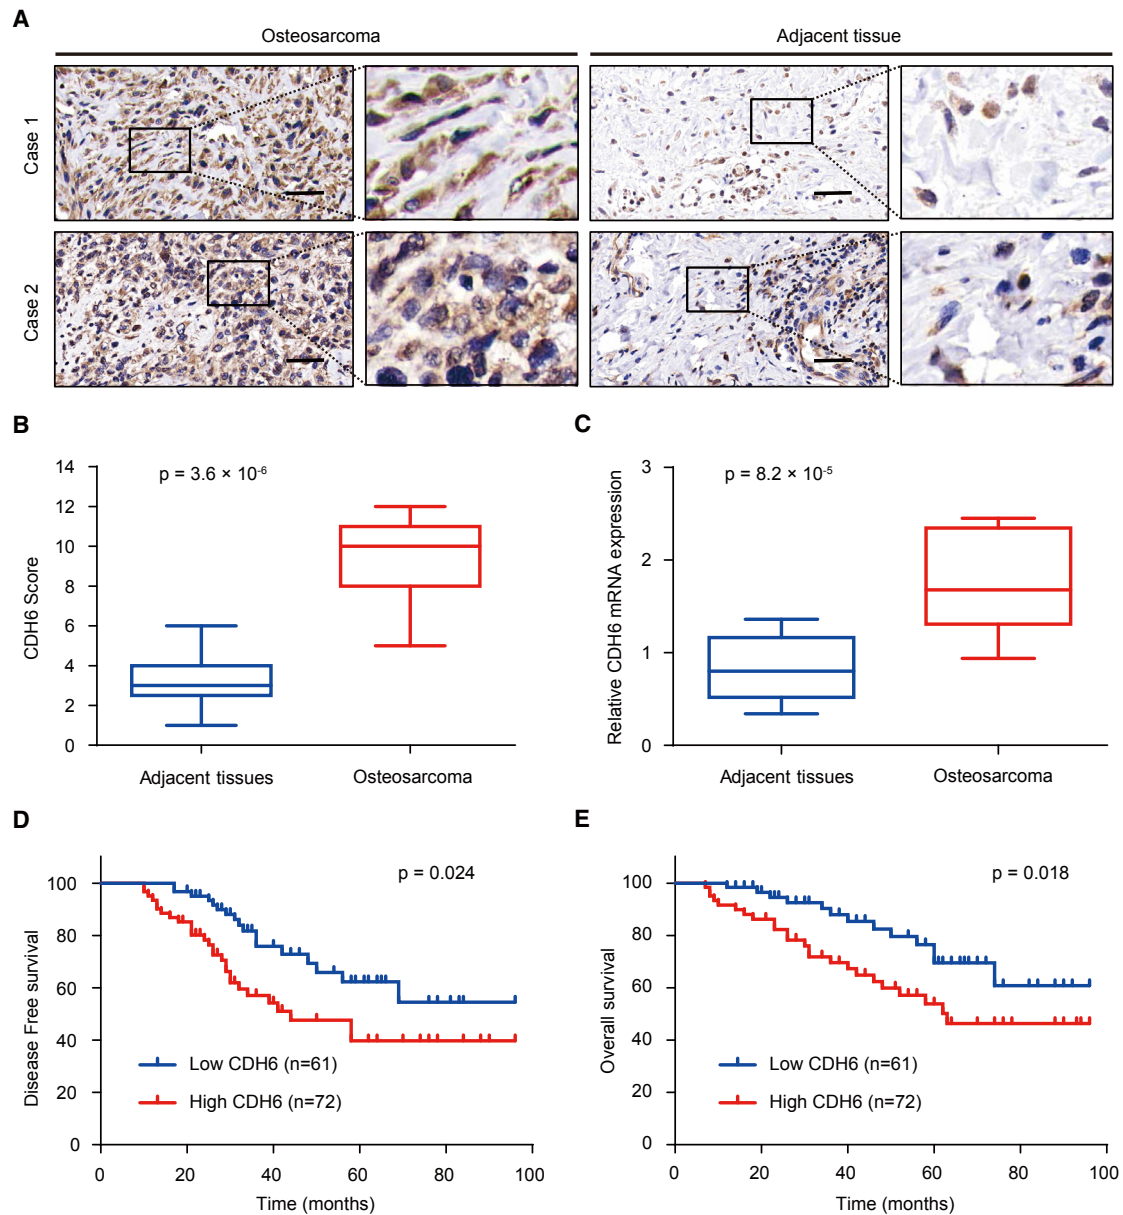 A
Osteosarcoma
Adjacent tissue
Case 1
Case 2
B
CDH6 Score
14
12
10
8
6
4
2
0
p = 3.6 × 10-6
Adjacent tissues
Osteosarcoma
C
Relative CDH6 mRNA expression
3
2
1
0
p = 8.2 × 10-5
Adjacent tissues
Osteosarcoma
D
Disease Free survival
100
80
60
40
20
0
p = 0.024
Low CDH6 (n=61)
High CDH6 (n=72)
0 20 40 60 80 100
Time (months)
E
Overall survival
100
80
60
40
20
0
p = 0.018
Low CDH6 (n=61)
High CDH6 (n=72)
0 20 40 60 80 100
Time (months)